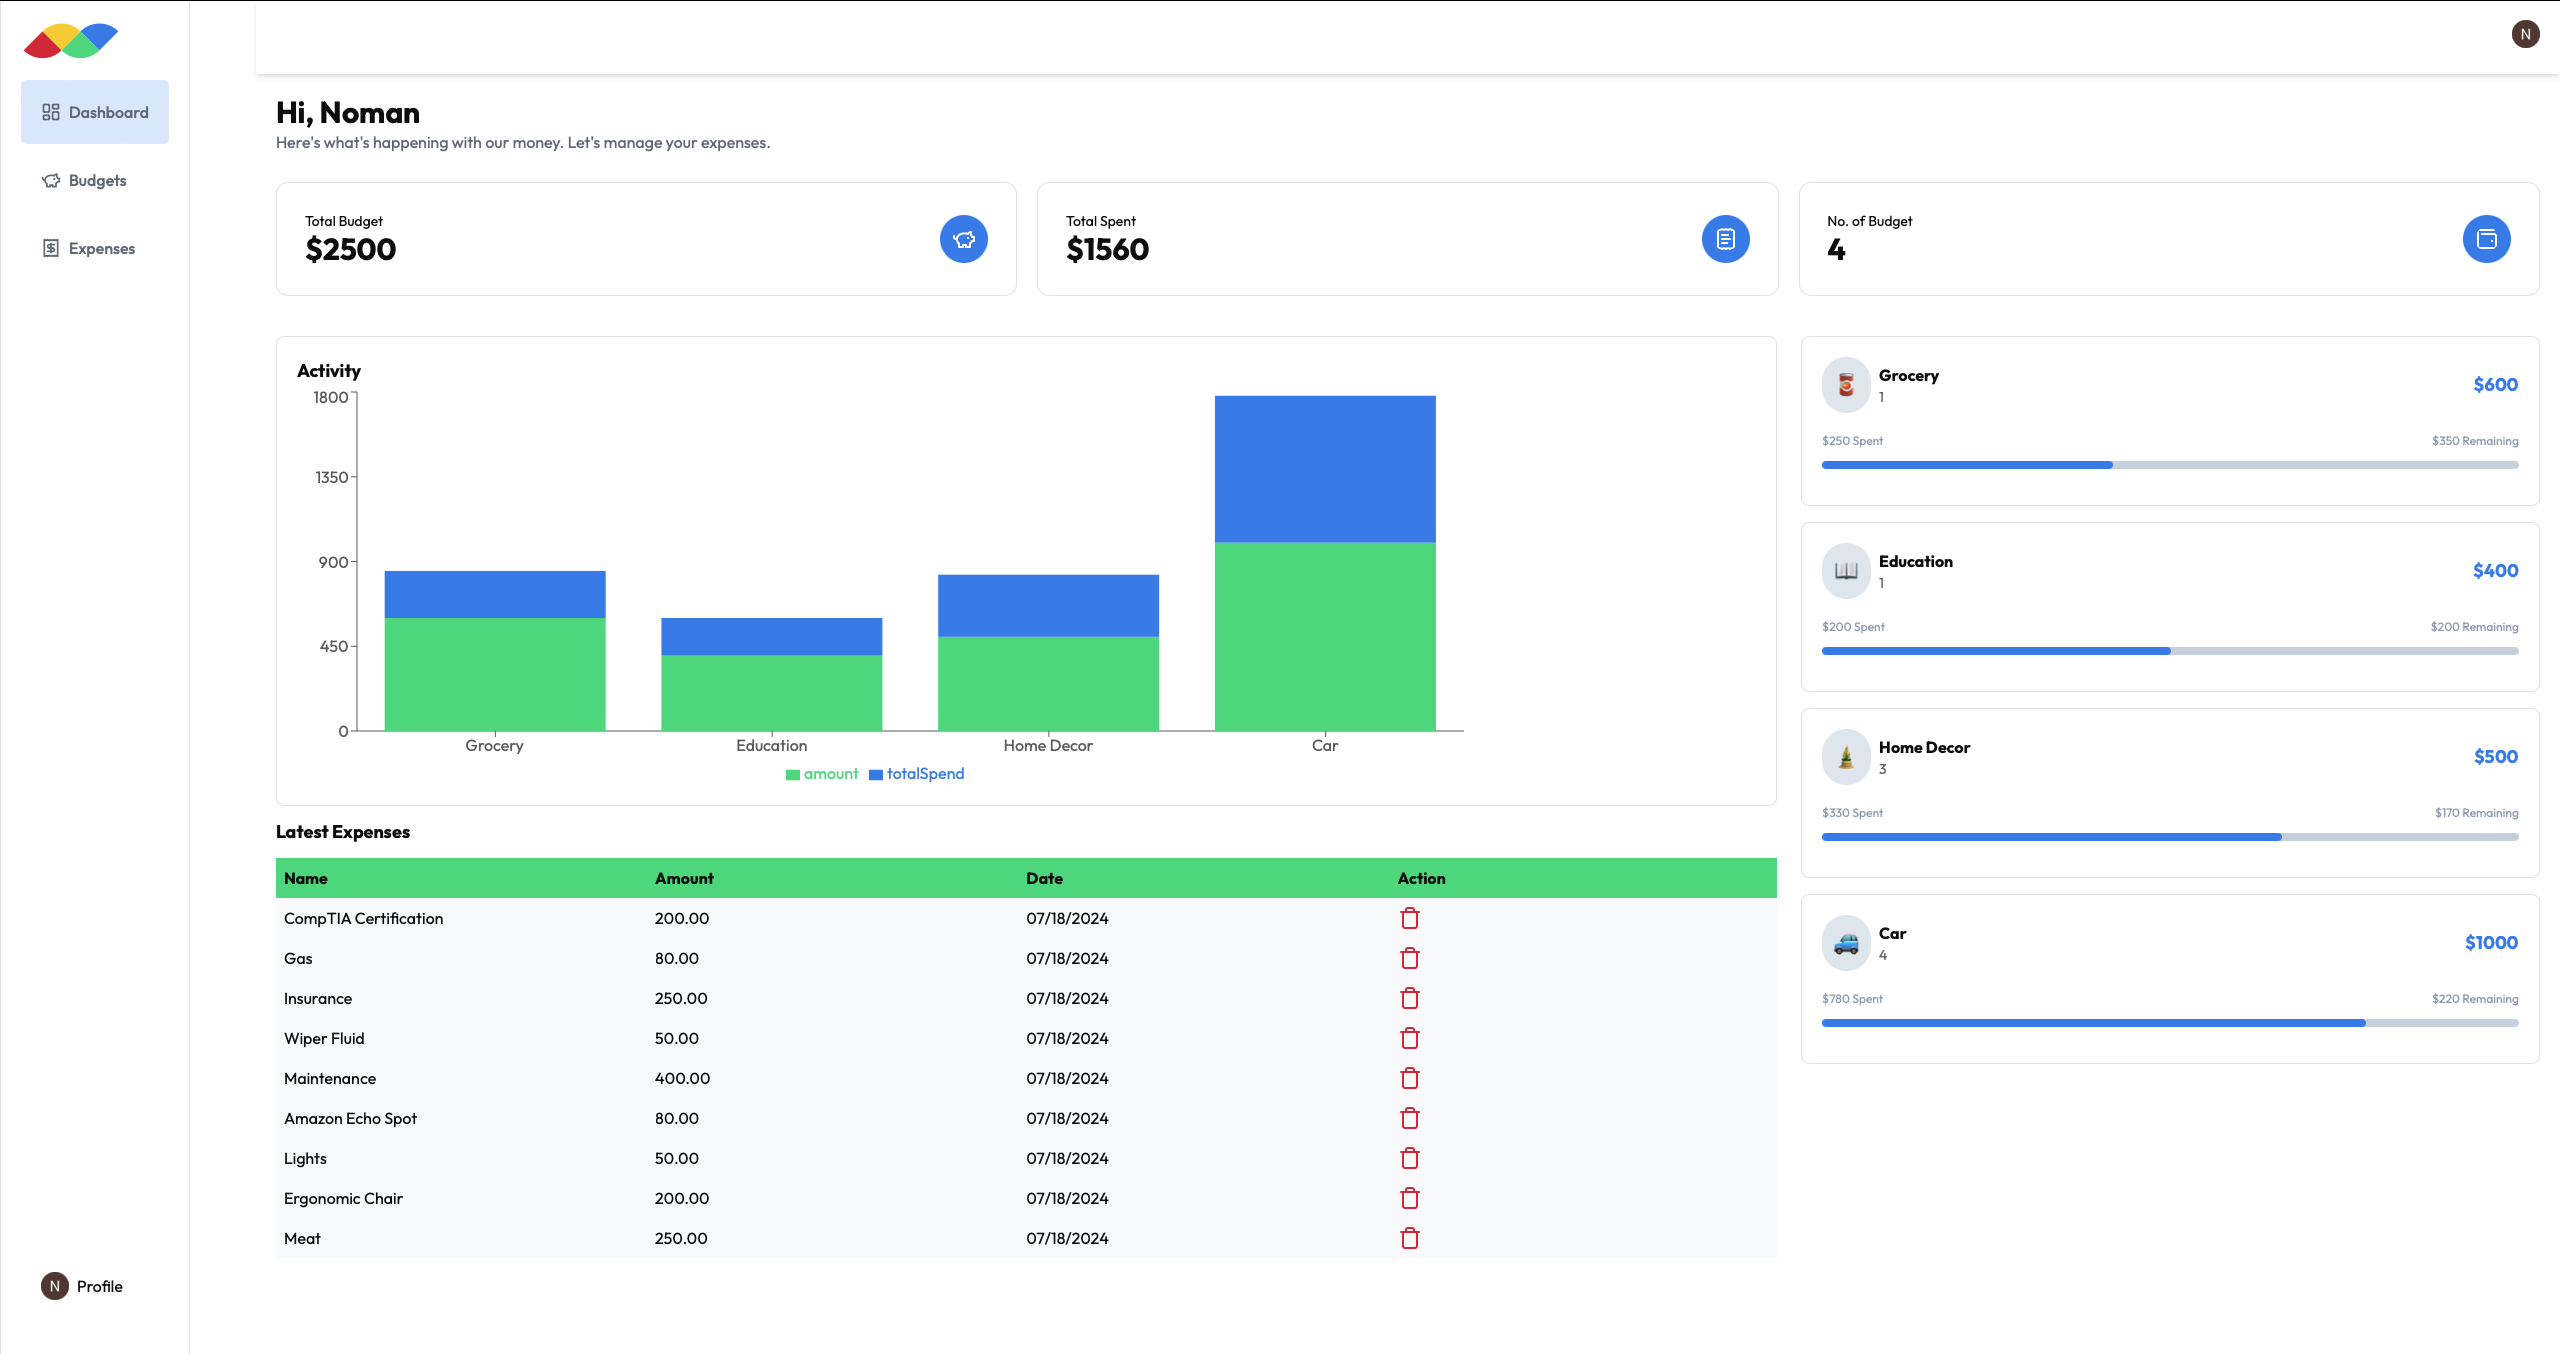 N
Dashboard
Budgets
Expenses
N Profile
Hi, Noman
Here's what's happening with our money. Let's manage your expenses.
Total Budget
$2500
Total Spent
$1560
No. of Budget
4
Activity
1800
1350
900
450
0
Grocery Education Home Decor Car
amount totalSpend
Latest Expenses
Name Amount Date Action
CompTIA Certification 200.00 07/18/2024
Gas 80.00 07/18/2024
Insurance 250.00 07/18/2024
Wiper Fluid 50.00 07/18/2024
Maintenance 400.00 07/18/2024
Amazon Echo Spot 80.00 07/18/2024
Lights 50.00 07/18/2024
Ergonomic Chair 200.00 07/18/2024
Meat 250.00 07/18/2024
Grocery
1
$600
$250 Spent $350 Remaining
Education
1
$400
$200 Spent $200 Remaining
Home Decor
3
$500
$330 Spent $170 Remaining
Car
4
$1000
$780 Spent $220 Remaining